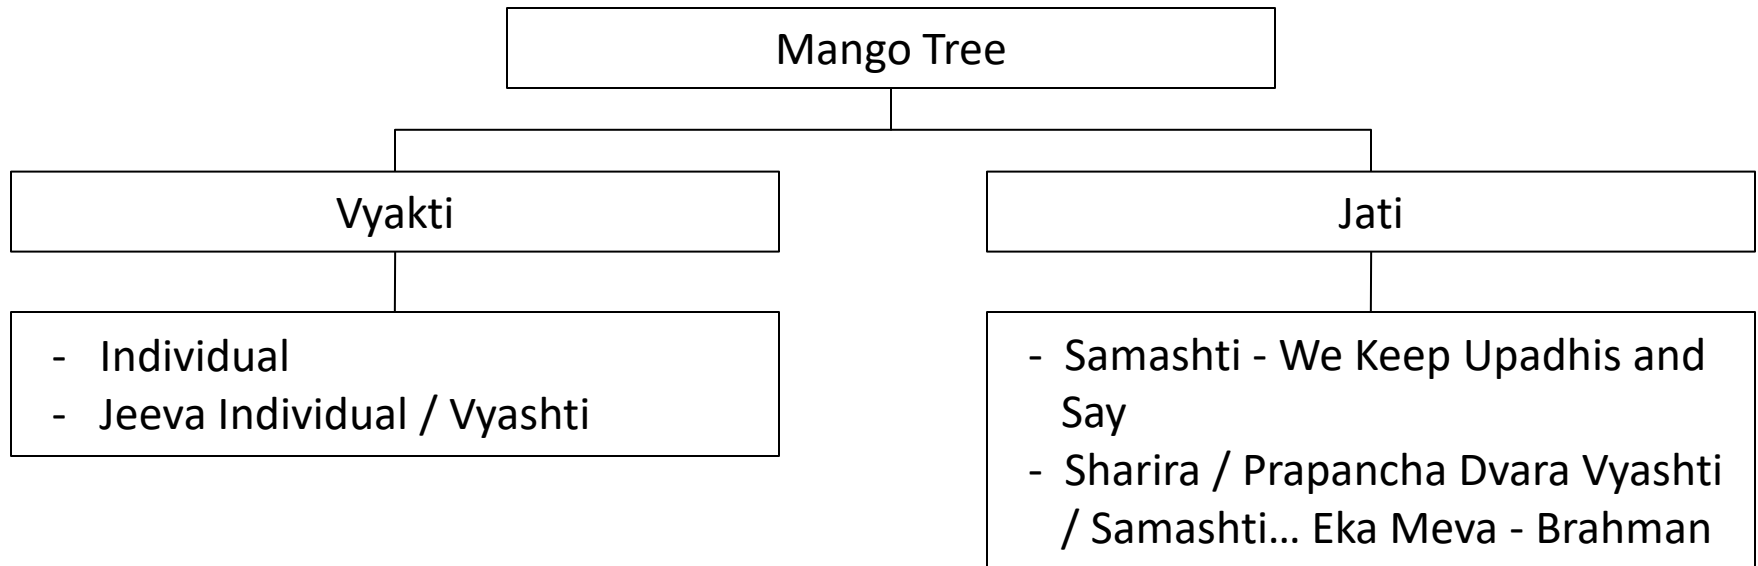 Mango Tree
Vyakti
Jati
- Individual
- Jeeva Individual / Vyashti
- Samashti - We Keep Upadhis and
Say
- Sharira / Prapancha Dvara Vyashti
/ Samashti... Eka Meva - Brahman